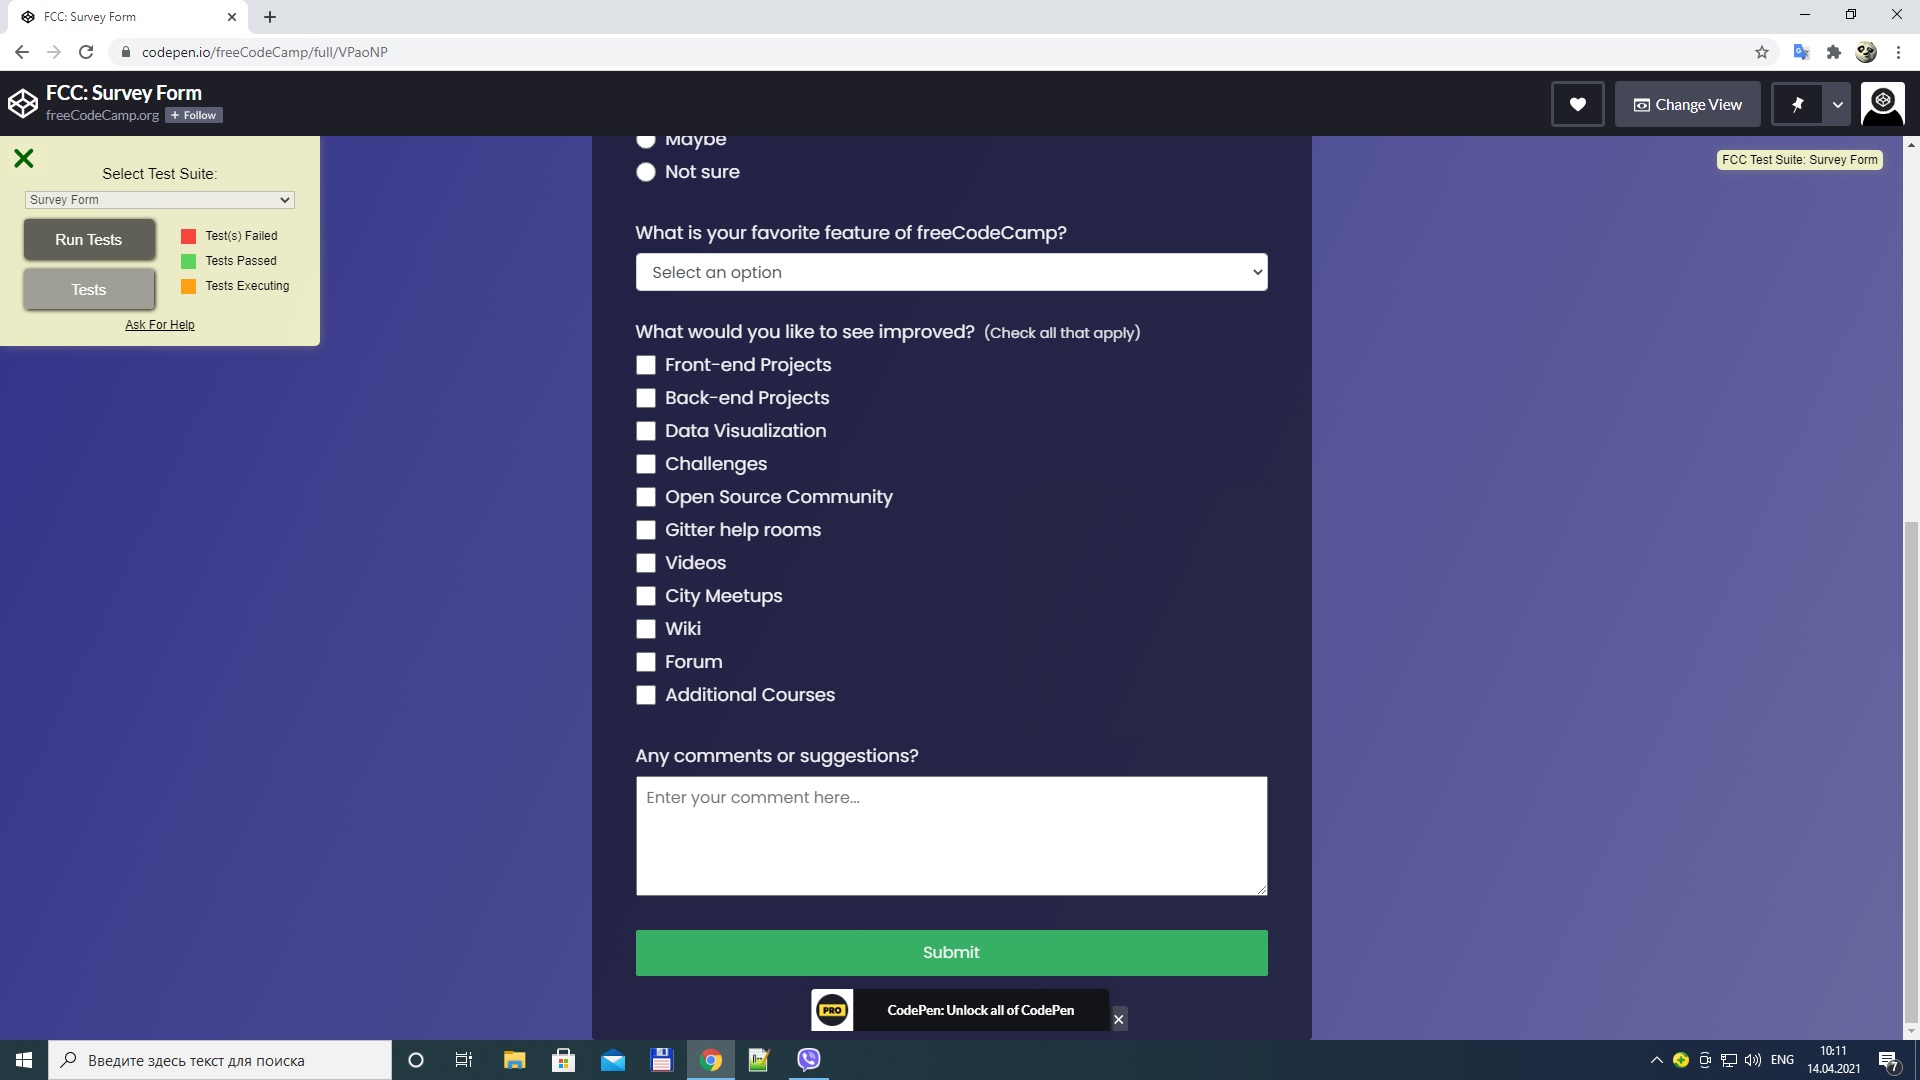 FCC: Survey Form
codepen.io/freeCodeCamp/full/VPaoNP
FCC: Survey Form
freeCodeCamp.org
+ Follow
Change View
Select Test Suite:
Survey Form
Run Tests
Tests
Test(s) Failed
Tests Passed
Tests Executing
Ask For Help
FCC Test Suite: Survey Form
Maybe
Not sure
What is your favorite feature of freeCodeCamp?
Select an option
What would you like to see improved? (Check all that apply)
Front-end Projects
Back-end Projects
Data Visualization
Challenges
Open Source Community
Gitter help rooms
Videos
City Meetups
Wiki
Forum
Additional Courses
Any comments or suggestions?
Enter your comment here...
Submit
PRO
CodePen: Unlock all of CodePen
Введите здесь текст для поиска
ENG
10:11
14.04.2021
7